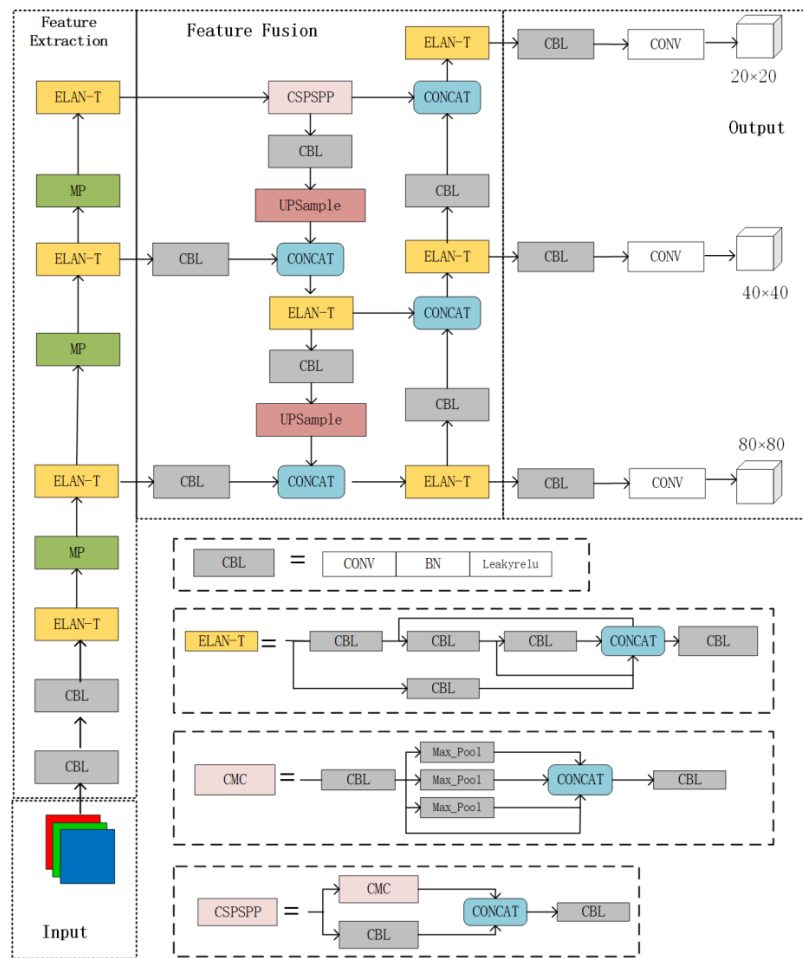 Feature
Extraction
Feature Fusion
ELAN-T
CBL
CONV
20×20
Output
ELAN-T
CSPSPP
CONCAT
CBL
MP
UPSample
CBL
ELAN-T
CBL
CONCAT
ELAN-T
CBL
CONV
40×40
ELAN-T
CONCAT
MP
CBL
CBL
UPSample
80×80
ELAN-T
CBL
CONCAT
ELAN-T
CBL
CONV
MP
ELAN-T
CBL
CBL
Input
CBL = CONV BN Leakyrelu
ELAN-T = CBL CBL CBL CONCAT CBL
CBL
CMC = CBL Max_Pool CONCAT CBL
Max_Pool
Max_Pool
CSPSPP = CMC CONCAT CBL
CBL